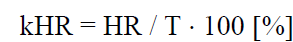 kHR = HR / T · 100 [%]